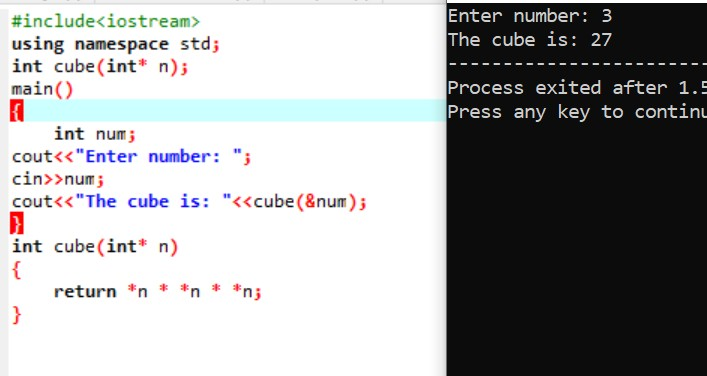 #include<iostream>
using namespace std;
int cube(int* n);
main()
{
    int num;
cout<<"Enter number: ";
cin>>num;
cout<<"The cube is: "<<cube(&num);
}
int cube(int* n)
{
    return *n * *n * *n;
}
Enter number: 3
The cube is: 27
--------------------------------
Process exited after 1.5
Press any key to continu